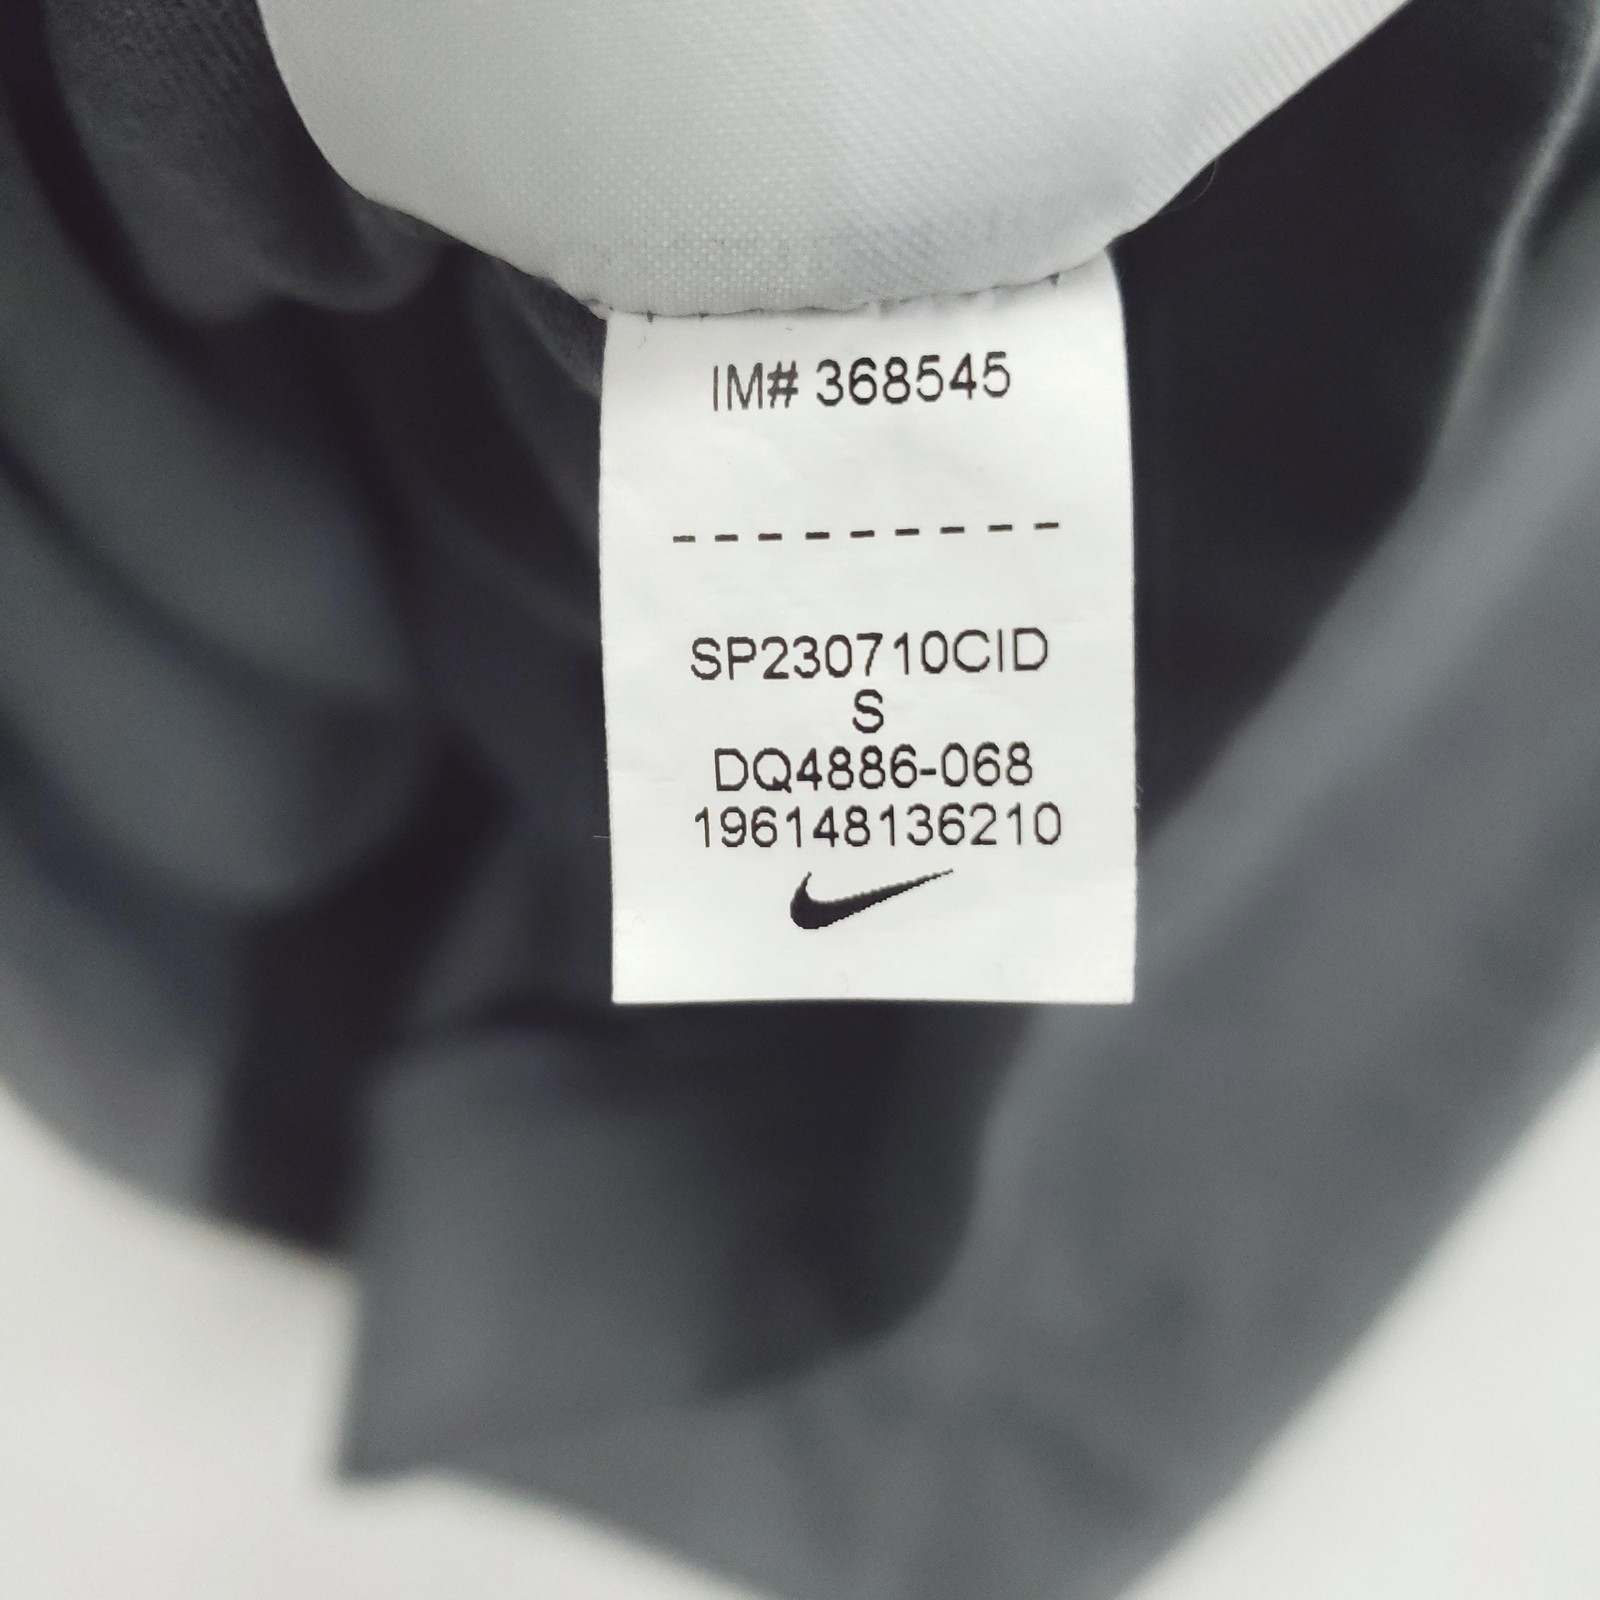 IM# 368545
- - - - - - - - -
SP230710CID
S
DQ4886-068
196148136210